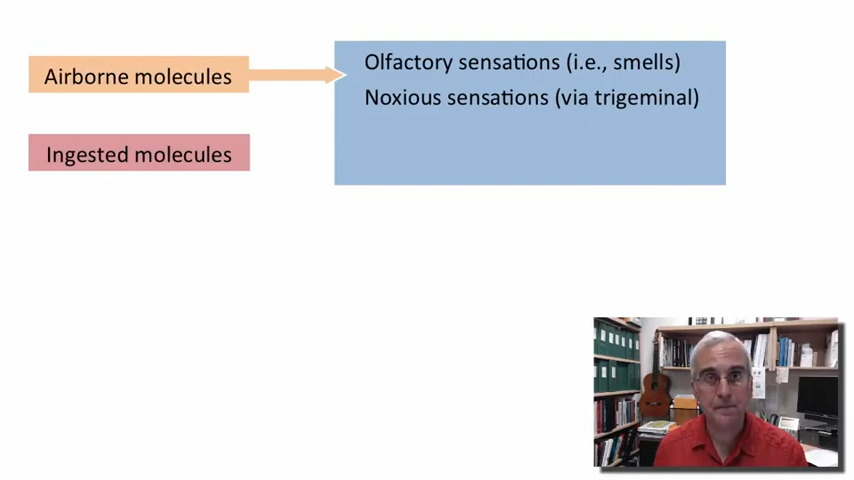 Airborne molecules
Olfactory sensations (i.e., smells)
Noxious sensations (via trigeminal)
Ingested molecules